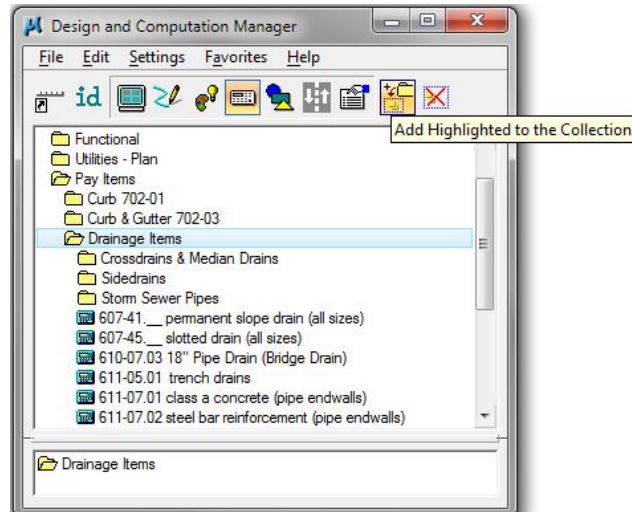 Design and Computation Manager
File Edit Settings Favorites Help
id
Add Highlighted to the Collection
Functional
Utilities - Plan
Pay Items
Curb 702-01
Curb & Gutter 702-03
Drainage Items
Crossdrains & Median Drains
Sidedrains
Storm Sewer Pipes
607-41.__ permanent slope drain (all sizes)
607-45.__ slotted drain (all sizes)
610-07.03 18" Pipe Drain (Bridge Drain)
611-05.01 trench drains
611-07.01 class a concrete (pipe endwalls)
611-07.02 steel bar reinforcement (pipe endwalls)
Drainage Items